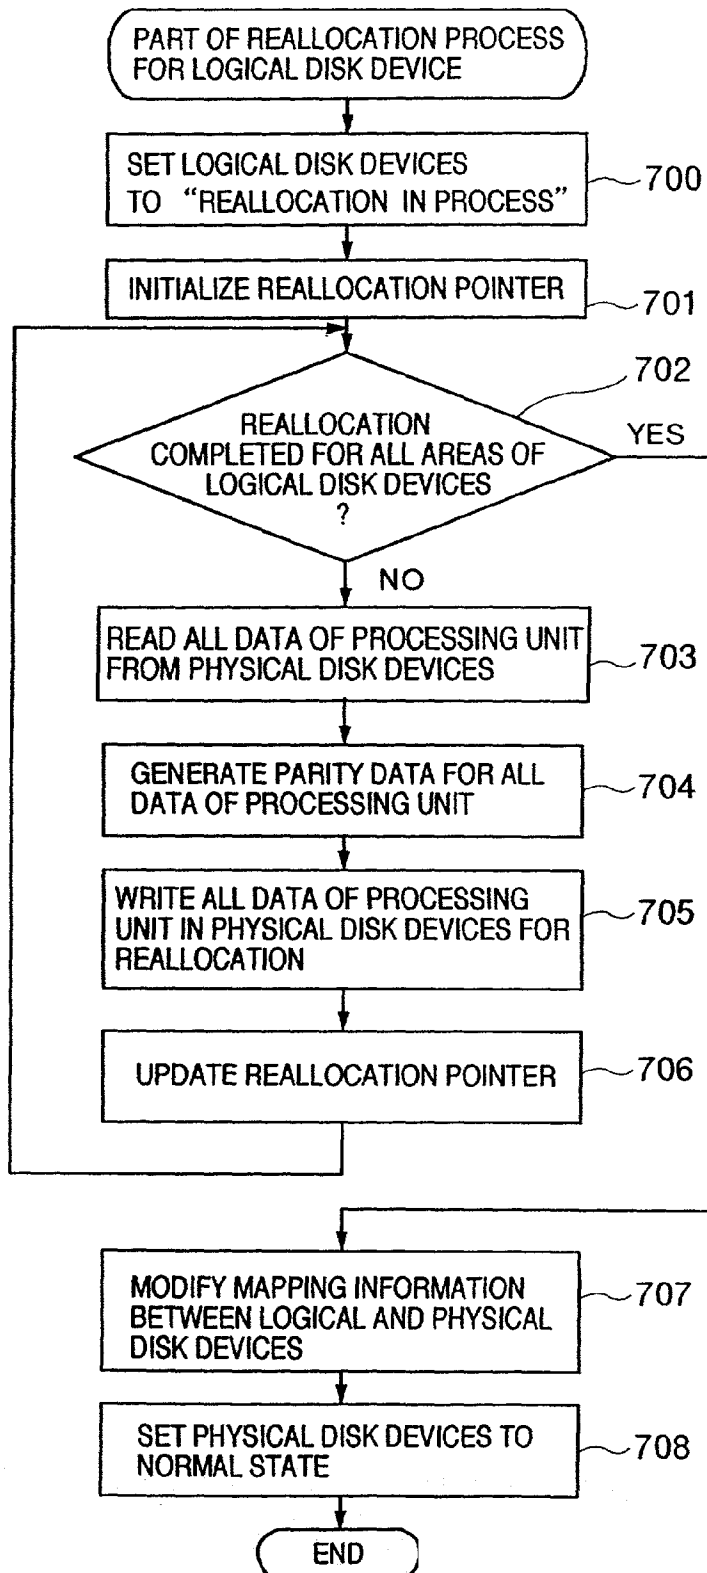 PART OF REALLOCATION PROCESS
FOR LOGICAL DISK DEVICE
SET LOGICAL DISK DEVICES
TO “REALLOCATION IN PROCESS”
700
INITIALIZE REALLOCATION POINTER
701
702
REALLOCATION
COMPLETED FOR ALL AREAS OF
LOGICAL DISK DEVICES
?
YES
NO
READ ALL DATA OF PROCESSING UNIT
FROM PHYSICAL DISK DEVICES
703
GENERATE PARITY DATA FOR ALL
DATA OF PROCESSING UNIT
704
WRITE ALL DATA OF PROCESSING
UNIT IN PHYSICAL DISK DEVICES FOR
REALLOCATION
705
UPDATE REALLOCATION POINTER
706
MODIFY MAPPING INFORMATION
BETWEEN LOGICAL AND PHYSICAL
DISK DEVICES
707
SET PHYSICAL DISK DEVICES TO
NORMAL STATE
708
END